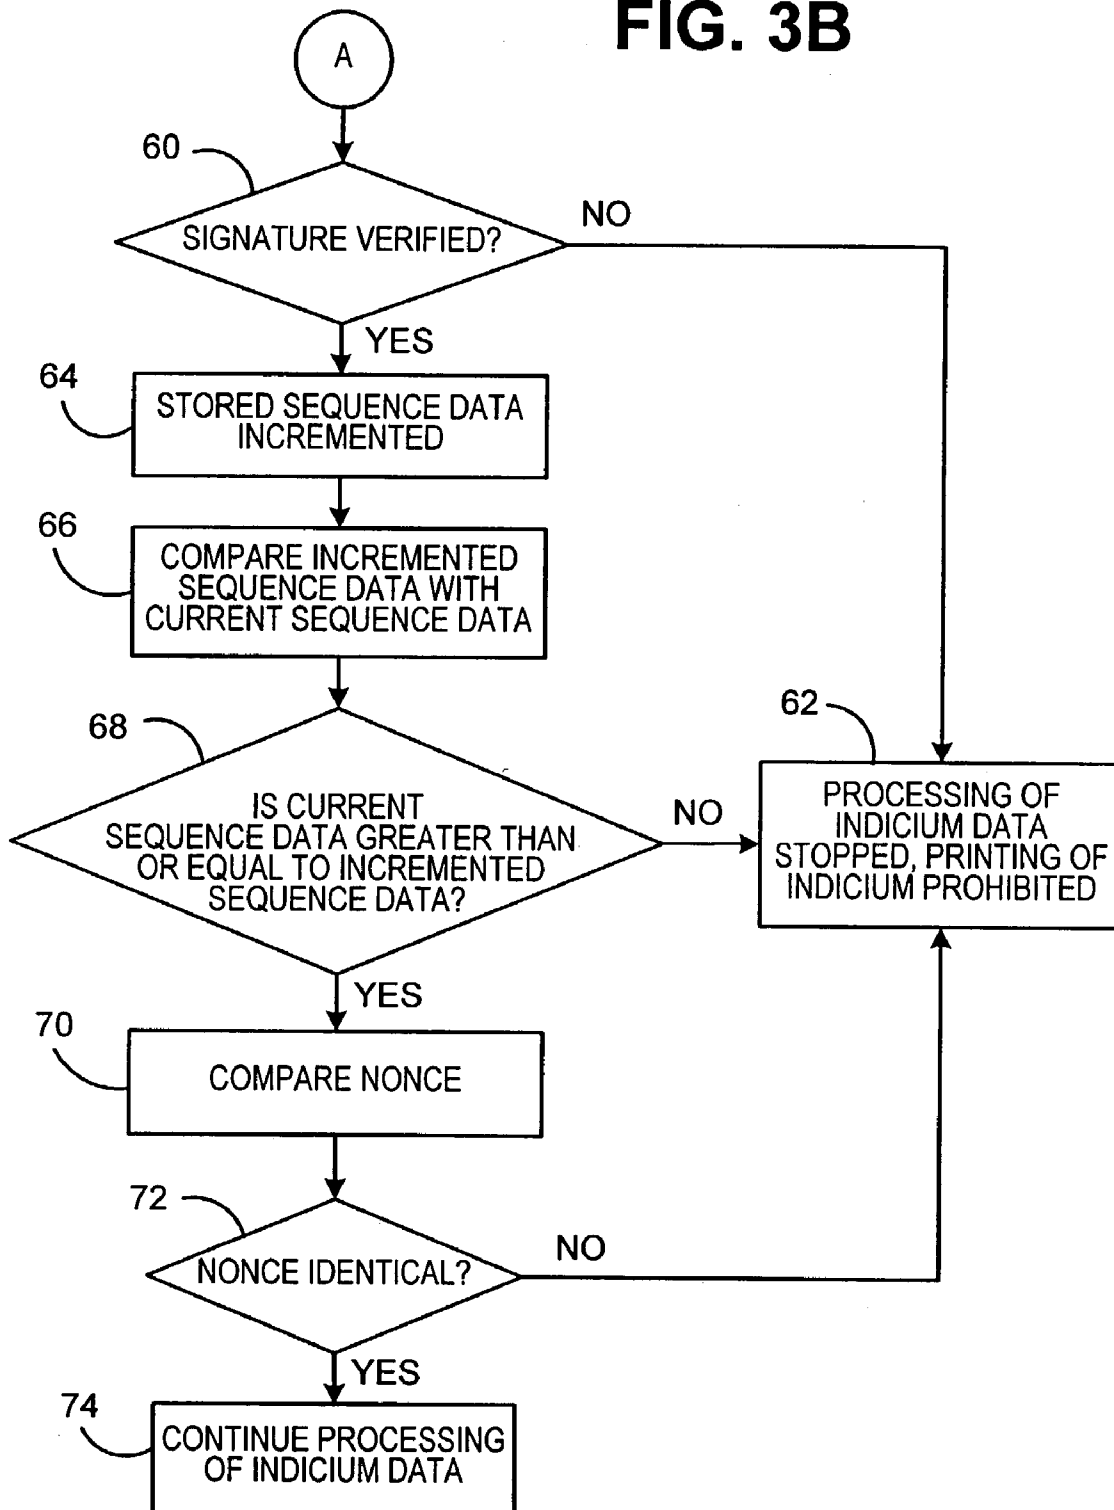 FIG. 3B
A
60
SIGNATURE VERIFIED?
NO
YES
64
STORED SEQUENCE DATA
INCREMENTED
66
COMPARE INCREMENTED
SEQUENCE DATA WITH
CURRENT SEQUENCE DATA
68
IS CURRENT
SEQUENCE DATA GREATER THAN
OR EQUAL TO INCREMENTED
SEQUENCE DATA?
NO
62
PROCESSING OF
INDICIUM DATA
STOPPED, PRINTING OF
INDICIUM PROHIBITED
YES
70
COMPARE NONCE
72
NONCE IDENTICAL?
NO
YES
74
CONTINUE PROCESSING
OF INDICIUM DATA